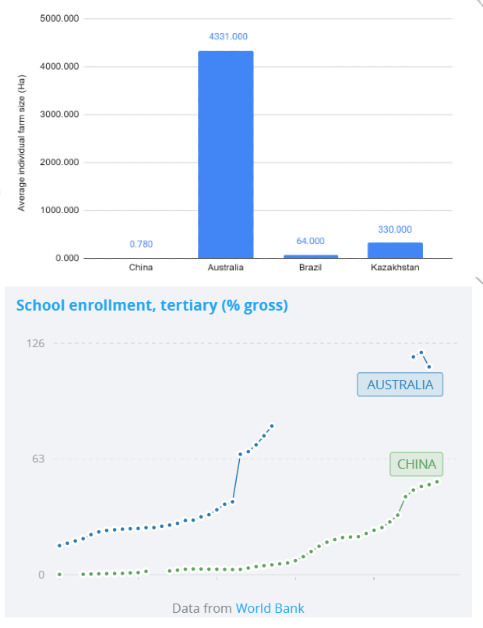 Average individual farm size (Ha)
5000.000
4000.000
3000.000
2000.000
1000.000
0.000
0.780
4331.000
64.000
330.000
China
Australia
Brazil
Kazakhstan
School enrollment, tertiary (% gross)
126
63
0
AUSTRALIA
CHINA
Data from World Bank